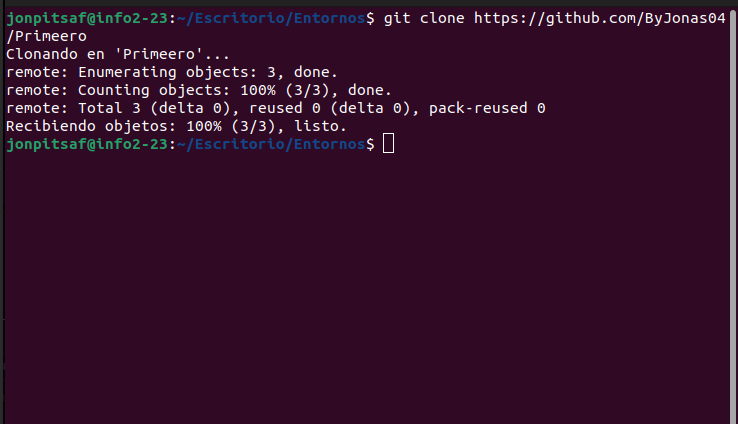 jonpitsaf@info2-23:~/Escritorio/Entornos$ git clone https://github.com/ByJonas04
/Primeero
Clonando en 'Primeero'...
remote: Enumerating objects: 3, done.
remote: Counting objects: 100% (3/3), done.
remote: Total 3 (delta 0), reused 0 (delta 0), pack-reused 0
Recibiendo objetos: 100% (3/3), listo.
jonpitsaf@info2-23:~/Escritorio/Entornos$